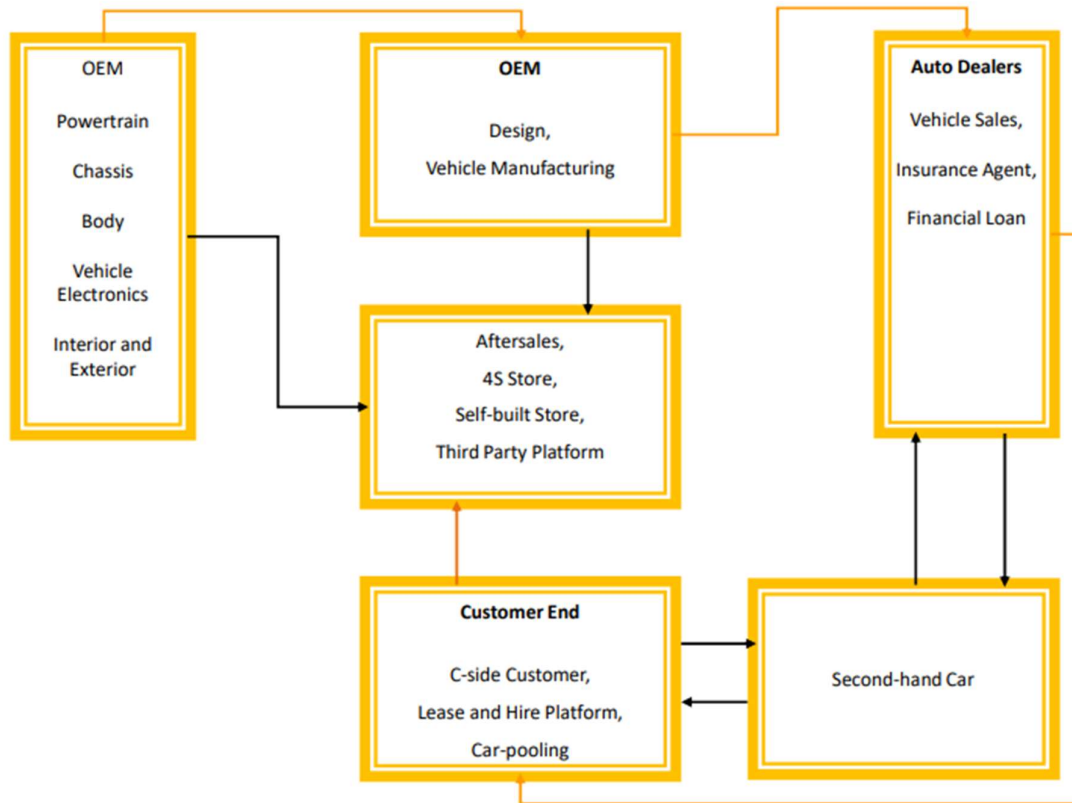 OEM
Powertrain
Chassis
Body
Vehicle
Electronics
Interior and
Exterior
OEM
Design,
Vehicle Manufacturing
Auto Dealers
Vehicle Sales,
Insurance Agent,
Financial Loan
Aftersales,
4S Store,
Self-built Store,
Third Party Platform
Customer End
C-side Customer,
Lease and Hire Platform,
Car-pooling
Second-hand Car